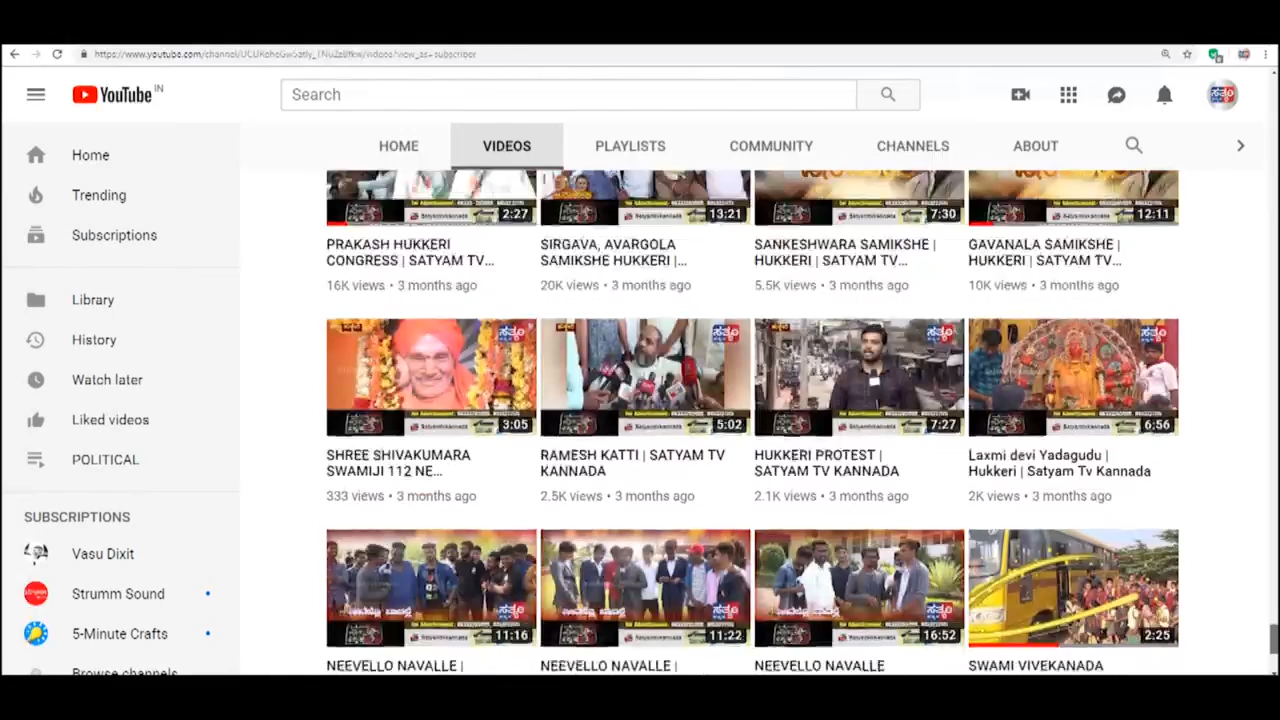 YouTube IN
Search
HOME
VIDEOS
PLAYLISTS
COMMUNITY
CHANNELS
ABOUT
Home
Trending
Subscriptions
Library
History
Watch later
Liked videos
POLITICAL
SUBSCRIPTIONS
Vasu Dixit
Strumm Sound
5-Minute Crafts
Browse channels
2:27
13:21
7:30
12:11
PRAKASH HUKKERI
CONGRESS | SATYAM TV...
16K views • 3 months ago
SIRGAVA, AVARGOLA
SAMIKSHE HUKKERI |...
20K views • 3 months ago
SANKESHWARA SAMIKSHE |
HUKKERI | SATYAM TV...
5.5K views • 3 months ago
GAVANALA SAMIKSHE |
HUKKERI | SATYAM TV...
10K views • 3 months ago
ಸತ್ಯಂ
3:05
5:02
7:27
6:56
SHREE SHIVAKUMARA
SWAMIJI 112 NE...
333 views • 3 months ago
RAMESH KATTI | SATYAM TV
KANNADA
2.5K views • 3 months ago
HUKKERI PROTEST |
SATYAM TV KANNADA
2.1K views • 3 months ago
Laxmi devi Yadagudu |
Hukkeri | Satyam Tv Kannada
2K views • 3 months ago
11:16
11:22
16:52
2:25
NEEVELLO NAVALLE |
NEEVELLO NAVALLE |
NEEVELLO NAVALLE
SWAMI VIVEKANADA